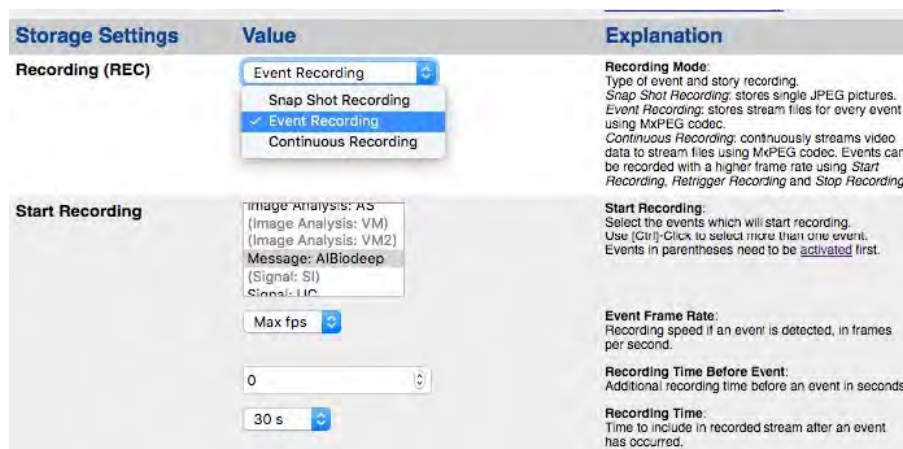 Storage Settings Value Explanation
Recording (REC)
Event Recording
Snap Shot Recording
✓ Event Recording
Continuous Recording
Recording Mode:
Type of event and story recording.
Snap Shot Recording: stores single JPEG pictures.
Event Recording: stores stream files for every event
using MxPEG codec.
Continuous Recording: continuously streams video
data to stream files using MxPEG codec. Events can
be recorded with a higher frame rate using Start
Recording, Retrigger Recording and Stop Recording
Start Recording
Image Analysis: AS
(Image Analysis: VM)
(Image Analysis: VM2)
Message: AIBiodeep
(Signal: SI)
Signal: UC
Start Recording:
Select the events which will start recording.
Use [Ctrl]-Click to select more than one event.
Events in parentheses need to be activated first.
Max fps
Event Frame Rate:
Recording speed if an event is detected, in frames
per second.
0
Recording Time Before Event:
Additional recording time before an event in seconds
30 s
Recording Time:
Time to include in recorded stream after an event
has occurred.